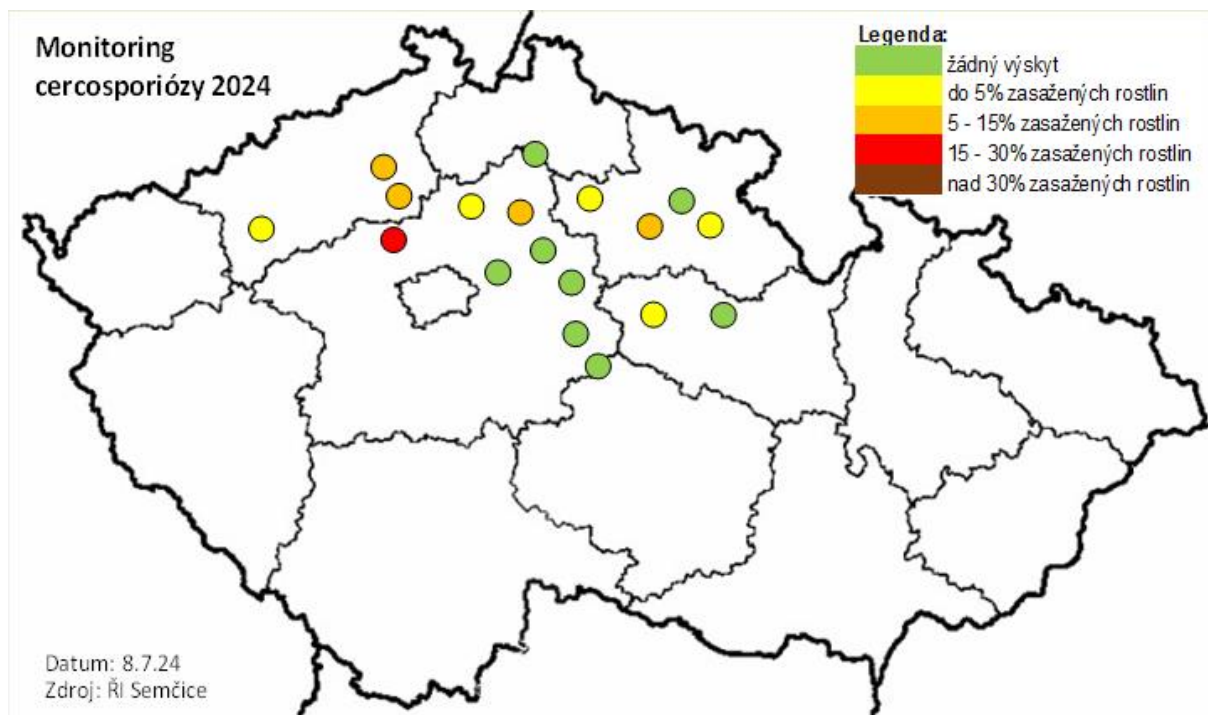 Monitoring
cercosporiózy 2024
Legenda:
žádný výskyt
do 5% zasažených rostlin
5 - 15% zasažených rostlin
15 - 30% zasažených rostlin
nad 30% zasažených rostlin
Datum: 8.7.24
Zdroj: ŘI Semčice